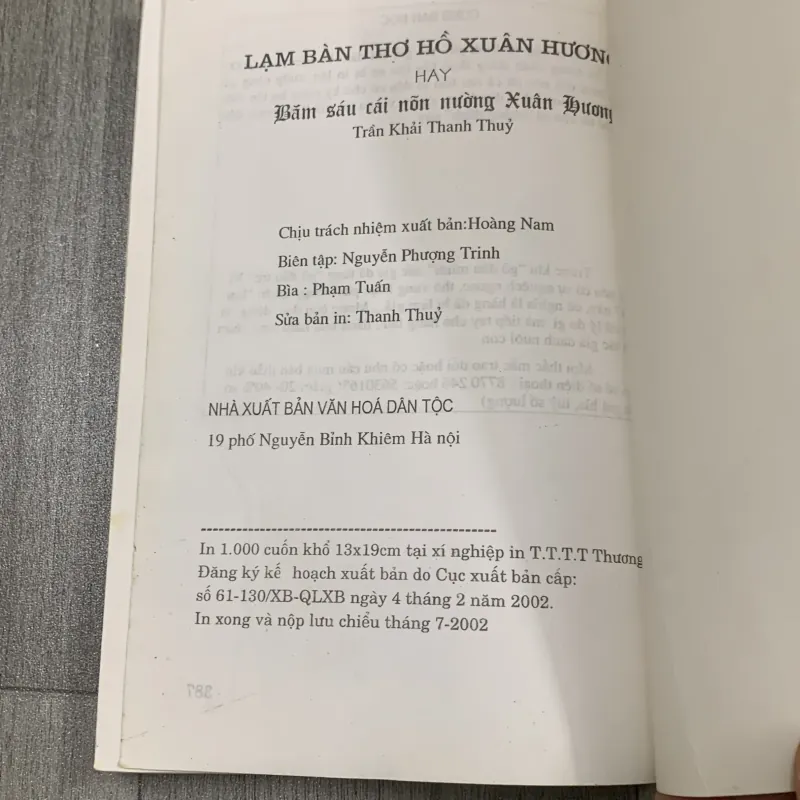 LẠM BÀN THƠ HỒ XUÂN HƯƠNG
HAY
Băm sáu cái nõn nường Xuân Hương
Trần Khải Thanh Thuỷ
Chịu trách nhiệm xuất bản:Hoàng Nam
Biên tập: Nguyễn Phượng Trinh
Bìa : Phạm Tuấn
Sửa bản in: Thanh Thuỷ
NHÀ XUẤT BẢN VĂN HOÁ DÂN TỘC
19 phố Nguyễn Bỉnh Khiêm Hà nội
In 1.000 cuốn khổ 13x19cm tại xí nghiệp in T.T.T.T Thương
Đăng ký kế hoạch xuất bản do Cục xuất bản cấp:
số 61-130/XB-QLXB ngày 4 tháng 2 năm 2002.
In xong và nộp lưu chiểu tháng 7-2002
387